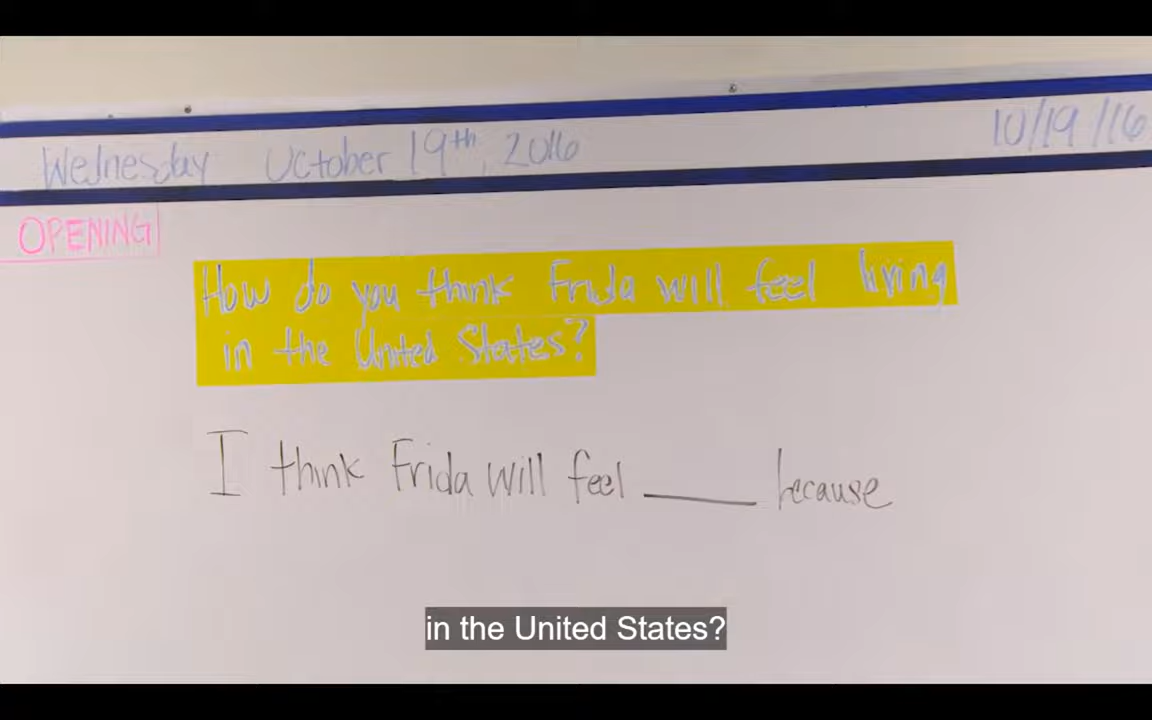 Wednesday October 19th, 2016 10/19/16
OPENING
How do you think Frida will feel living
in the United States?
I think Frida will feel ____ because
in the United States?